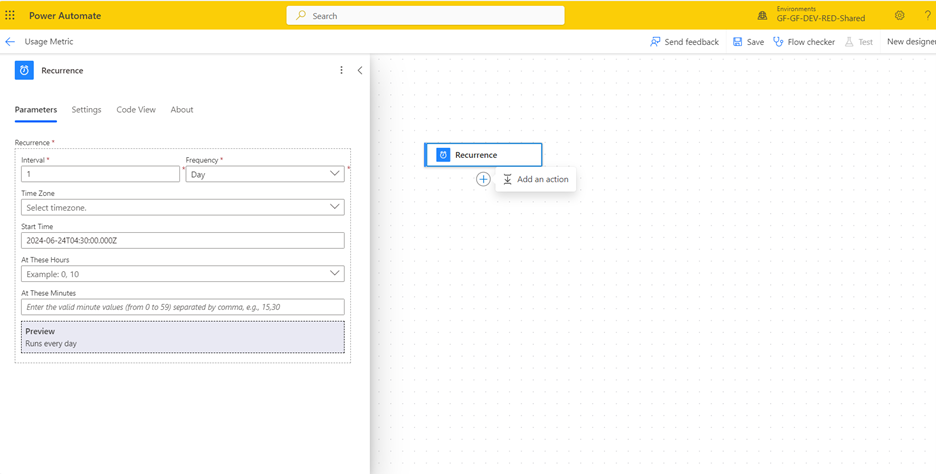 Power Automate
Search
Environments
GF-GF-DEV-RED-Shared
?
Usage Metric
Send feedback
Save
Flow checker
Test
New designer
Recurrence
Parameters
Settings
Code View
About
Recurrence *
Interval *
1
*
Frequency *
Day
*
Time Zone
Select timezone.
Start Time
2024-06-24T04:30:00.000Z
At These Hours
Example: 0, 10
At These Minutes
Enter the valid minute values (from 0 to 59) separated by comma, e.g., 15,30
Preview
Runs every day
Recurrence
Add an action